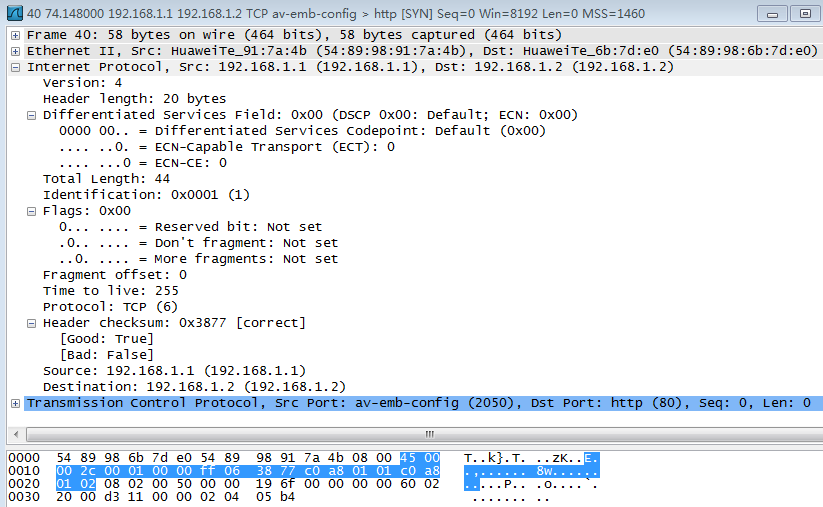 40 74.148000 192.168.1.1 192.168.1.2 TCP av-emb-config > http [SYN] Seq=0 Win=8192 Len=0 MSS=1460
Frame 40: 58 bytes on wire (464 bits), 58 bytes captured (464 bits)
Ethernet II, Src: HuaweiTe_91:7a:4b (54:89:98:91:7a:4b), Dst: HuaweiTe_6b:7d:e0 (54:89:98:6b:7d:e0)
Internet Protocol, Src: 192.168.1.1 (192.168.1.1), Dst: 192.168.1.2 (192.168.1.2)
Version: 4
Header length: 20 bytes
Differentiated Services Field: 0x00 (DSCP 0x00: Default; ECN: 0x00)
0000 00.. = Differentiated Services Codepoint: Default (0x00)
.... ..0. = ECN-Capable Transport (ECT): 0
.... ...0 = ECN-CE: 0
Total Length: 44
Identification: 0x0001 (1)
Flags: 0x00
0... .... = Reserved bit: Not set
.0.. .... = Don't fragment: Not set
..0. .... = More fragments: Not set
Fragment offset: 0
Time to live: 255
Protocol: TCP (6)
Header checksum: 0x3877 [correct]
[Good: True]
[Bad: False]
Source: 192.168.1.1 (192.168.1.1)
Destination: 192.168.1.2 (192.168.1.2)
Transmission Control Protocol, Src Port: av-emb-config (2050), Dst Port: http (80), Seq: 0, Len: 0
0000 54 89 98 6b 7d e0 54 89 98 91 7a 4b 08 00 45 00 T..k}.T. ..zK..E.
0010 00 2c 00 01 00 00 ff 06 38 77 c0 a8 01 01 c0 a8 .,...... 8w......
0020 01 02 08 02 00 50 00 00 19 6f 00 00 00 00 60 02 .....P.. .o....`.
0030 20 00 d3 11 00 00 02 04 05 b4 ....... ..